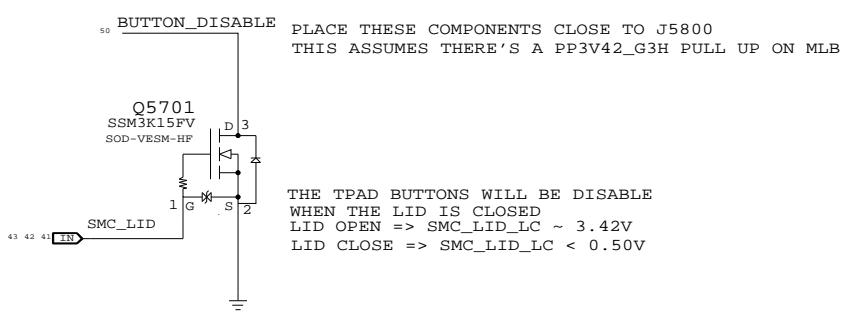 50 BUTTON_DISABLE
PLACE THESE COMPONENTS CLOSE TO J5800
THIS ASSUMES THERE'S A PP3V42_G3H PULL UP ON MLB
Q5701
SSM3K15FV
SOD-VESM-HF
D 3
1 G S 2
SMC_LID
43 42 41 IN
THE TPAD BUTTONS WILL BE DISABLE
WHEN THE LID IS CLOSED
LID OPEN => SMC_LID_LC ~ 3.42V
LID CLOSE => SMC_LID_LC < 0.50V